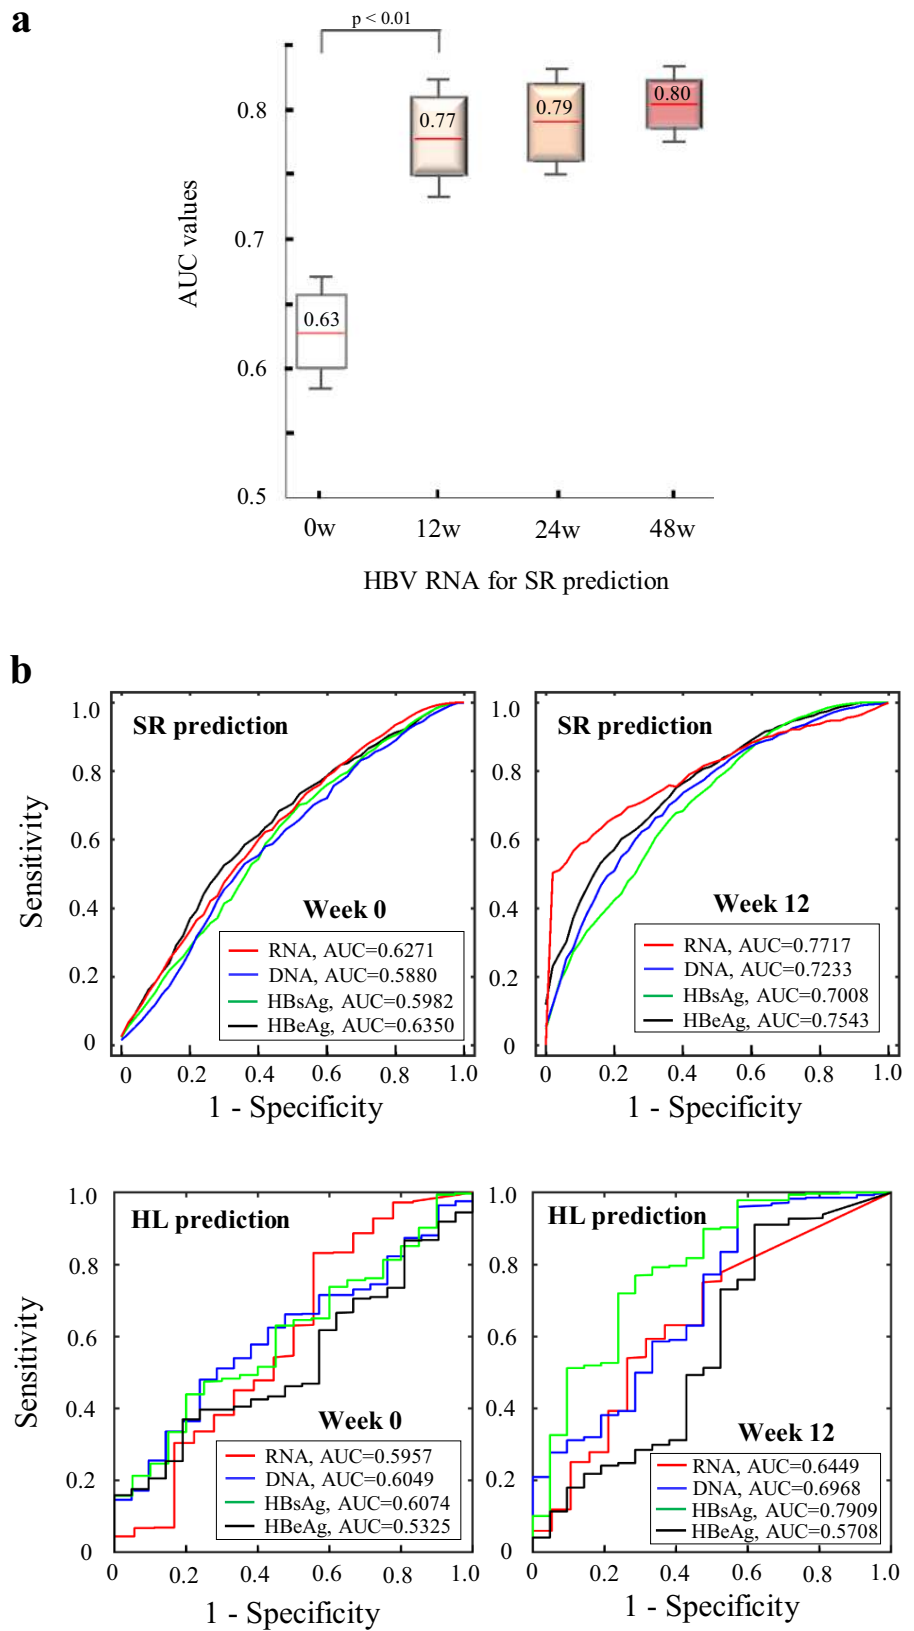 a
p < 0.01
0.8
0.7
0.6
0.5
AUC values
0.63
0.77
0.79
0.80
0w 12w 24w 48w
HBV RNA for SR prediction
b
SR prediction
Sensitivity
1.0
0.8
0.6
0.4
0.2
0
Week 0
RNA, AUC=0.6271
DNA, AUC=0.5880
HBsAg, AUC=0.5982
HBeAg, AUC=0.6350
0 0.2 0.4 0.6 0.8 1.0
1 - Specificity
SR prediction
1.0
0.8
0.6
0.4
0.2
0
Week 12
RNA, AUC=0.7717
DNA, AUC=0.7233
HBsAg, AUC=0.7008
HBeAg, AUC=0.7543
0 0.2 0.4 0.6 0.8 1.0
1 - Specificity
HL prediction
Sensitivity
1.0
0.8
0.6
0.4
0.2
0
Week 0
RNA, AUC=0.5957
DNA, AUC=0.6049
HBsAg, AUC=0.6074
HBeAg, AUC=0.5325
0 0.2 0.4 0.6 0.8 1.0
1 - Specificity
HL prediction
1.0
0.8
0.6
0.4
0.2
0
Week 12
RNA, AUC=0.6449
DNA, AUC=0.6968
HBsAg, AUC=0.7909
HBeAg, AUC=0.5708
0 0.2 0.4 0.6 0.8 1.0
1 - Specificity